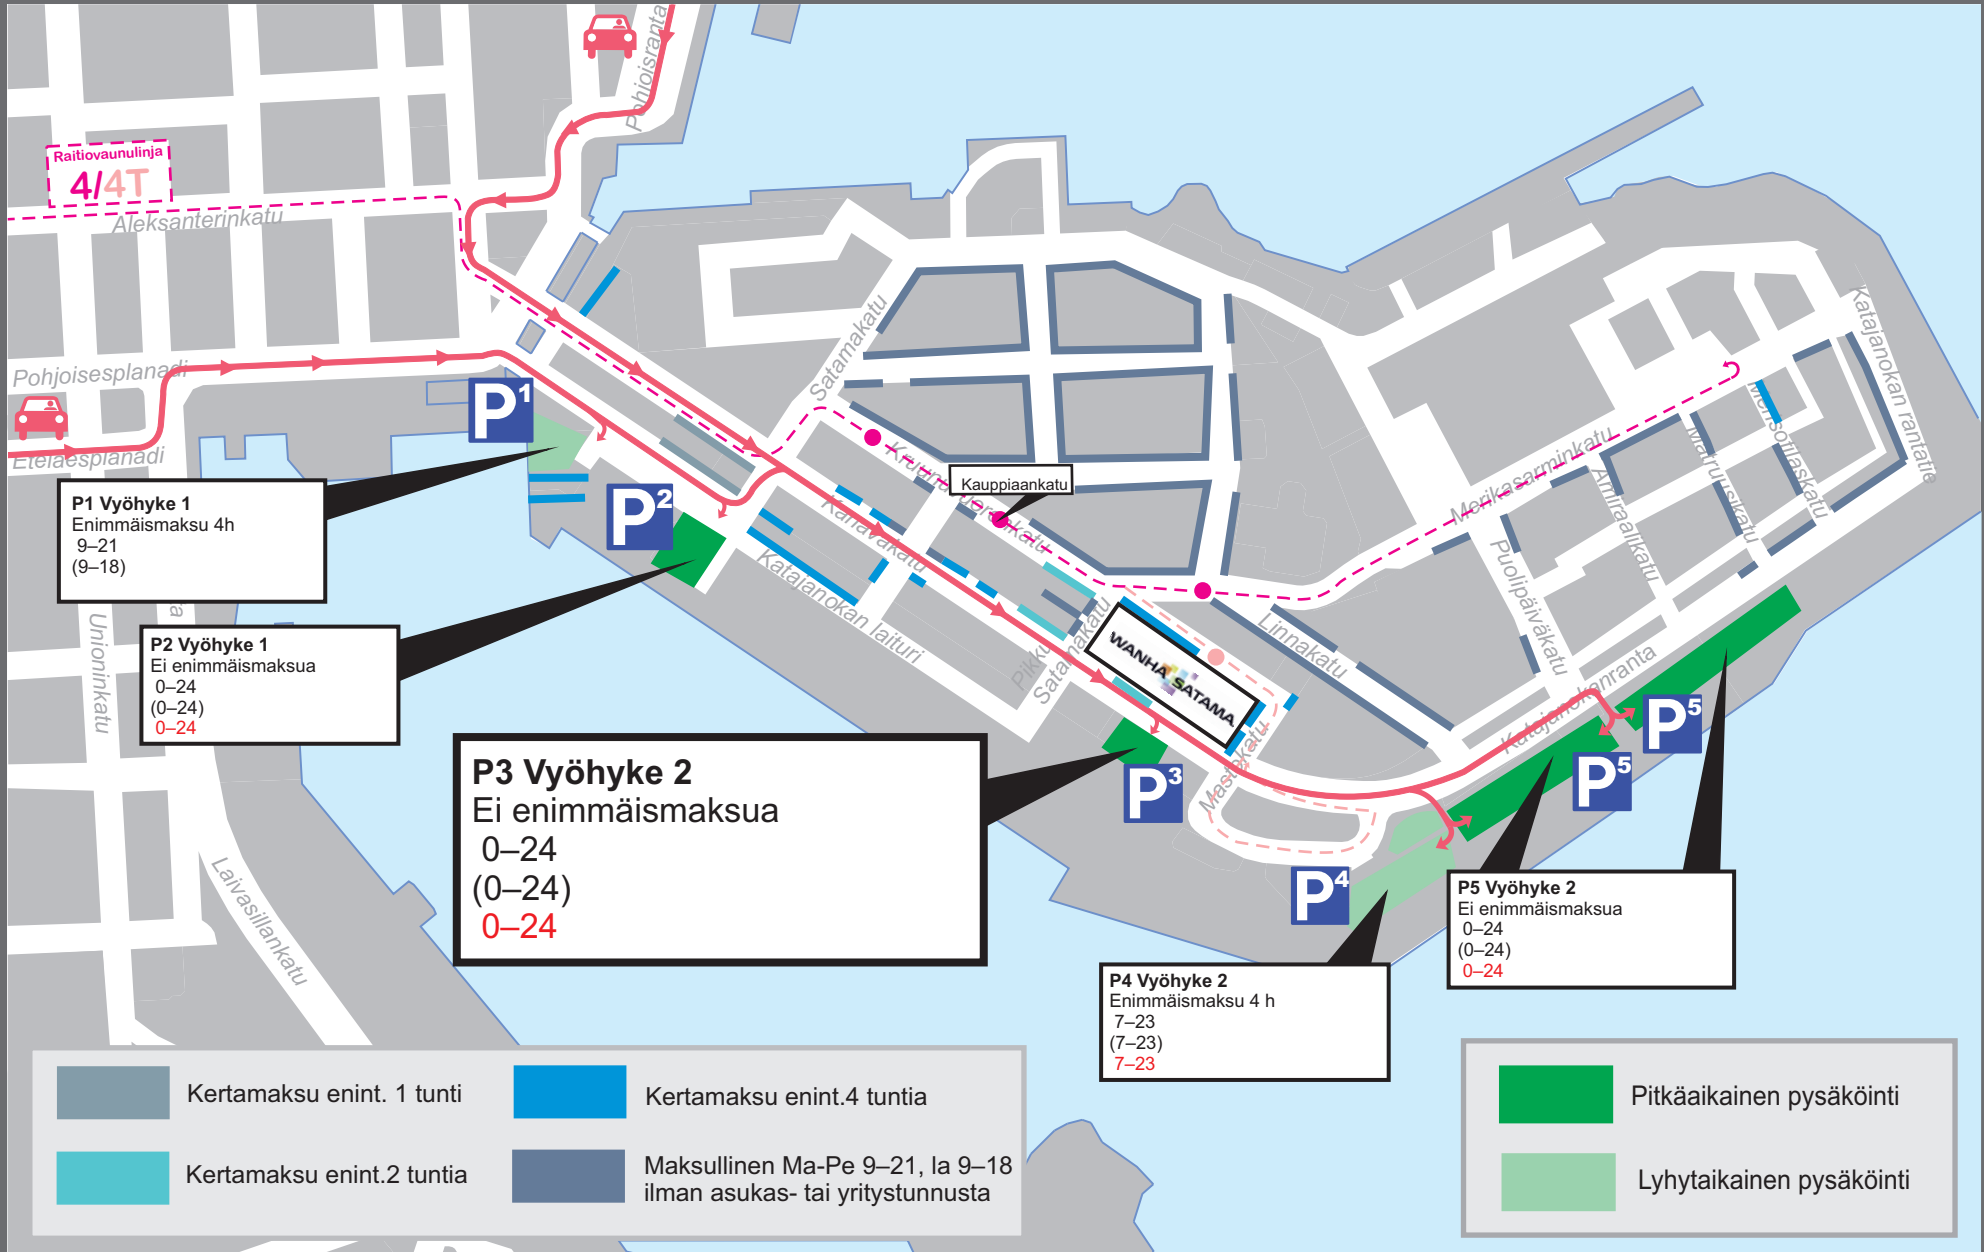 Pohjoisranta
Raitiovaunulinja
4/4T
Aleksanterinkatu
Pohjoisesplanadi
Eteläesplanadi
Satamakatu
Katajanokan rantatie
P1
P1 Vyöhyke 1
Enimmäismaksu 4h
9–21
(9–18)
P2
P2 Vyöhyke 1
Ei enimmäismaksua
0–24
(0–24)
0–24
Unioninkatu
Laivasillankatu
Kanavakatu
Katajanokan laituri
Kauppiaankatu
Merikasarminkatu
Matruusikatu
Amiraalikatu
Puolipäiväkatu
Linnakatu
Pikku
Satamakatu
WANHA SATAMA
Mastokatu
Katajanokanranta
P3
P3 Vyöhyke 2
Ei enimmäismaksua
0–24
(0–24)
0–24
P5
P5
P5 Vyöhyke 2
Ei enimmäismaksua
0–24
(0–24)
0–24
P4
P4 Vyöhyke 2
Enimmäismaksu 4 h
7–23
(7–23)
7–23
Kertamaksu enint. 1 tunti
Kertamaksu enint.4 tuntia
Kertamaksu enint.2 tuntia
Maksullinen Ma-Pe 9–21, la 9–18
ilman asukas- tai yritystunnusta
Pitkäaikainen pysäköinti
Lyhytaikainen pysäköinti